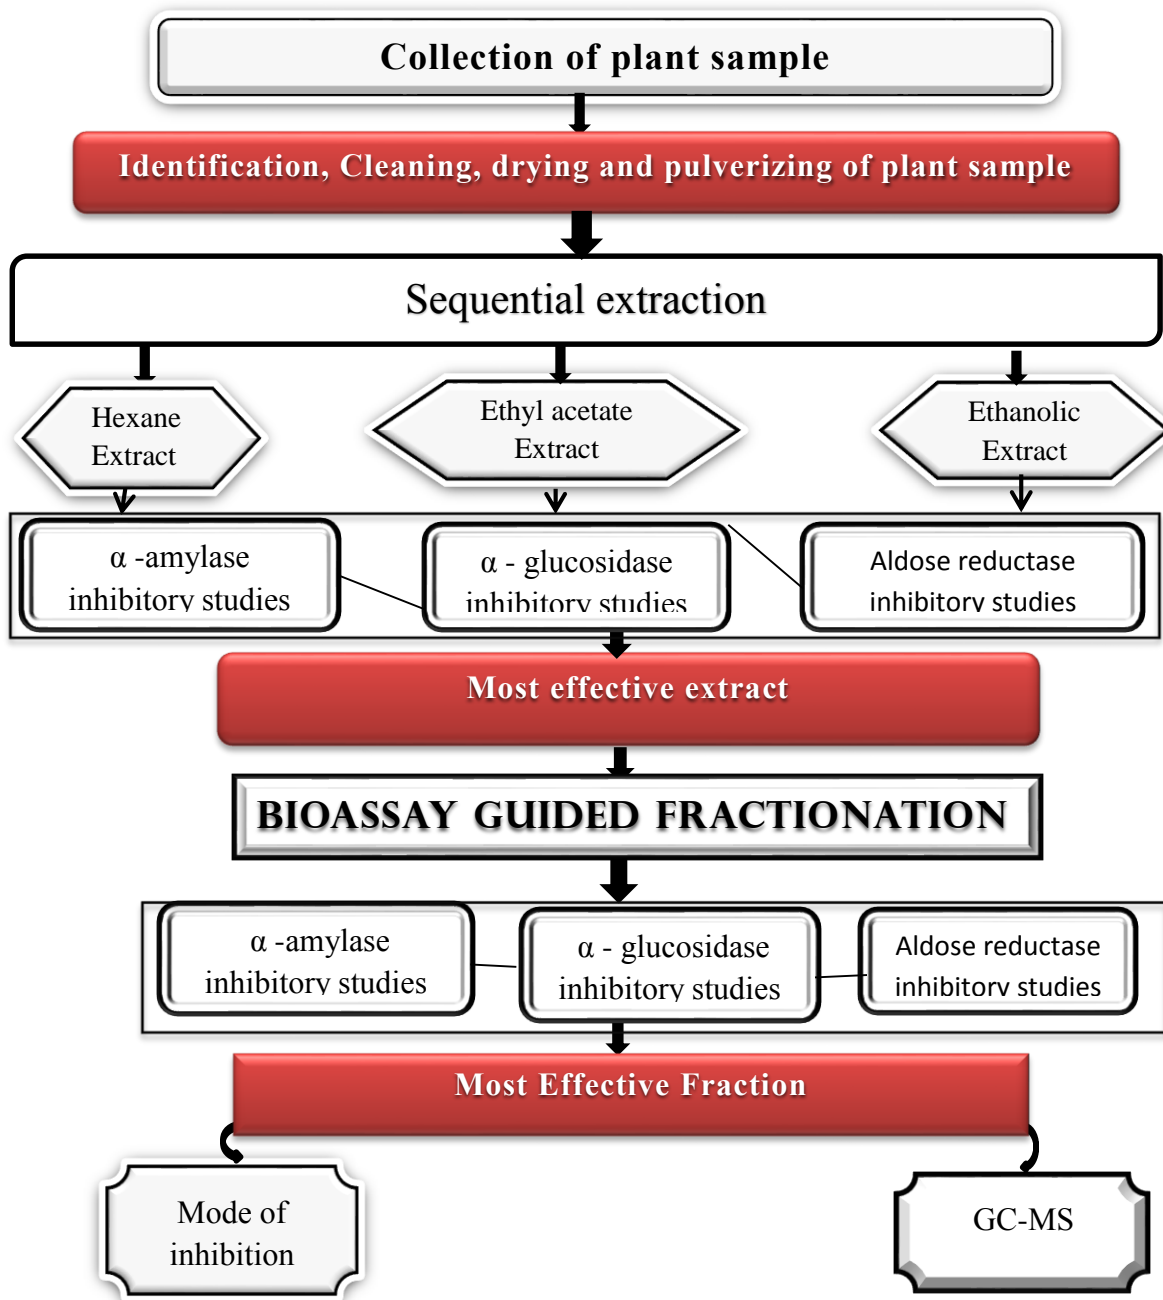 Collection of plant sample
Identification, Cleaning, drying and pulverizing of plant sample
Sequential extraction
Hexane
Extract
Ethyl acetate
Extract
Ethanolic
Extract
α -amylase
inhibitory studies
α - glucosidase
inhibitory studies
Aldose reductase
inhibitory studies
Most effective extract
BIOASSAY GUIDED FRACTIONATION
α -amylase
inhibitory studies
α - glucosidase
inhibitory studies
Aldose reductase
inhibitory studies
Most Effective Fraction
Mode of
inhibition
GC-MS